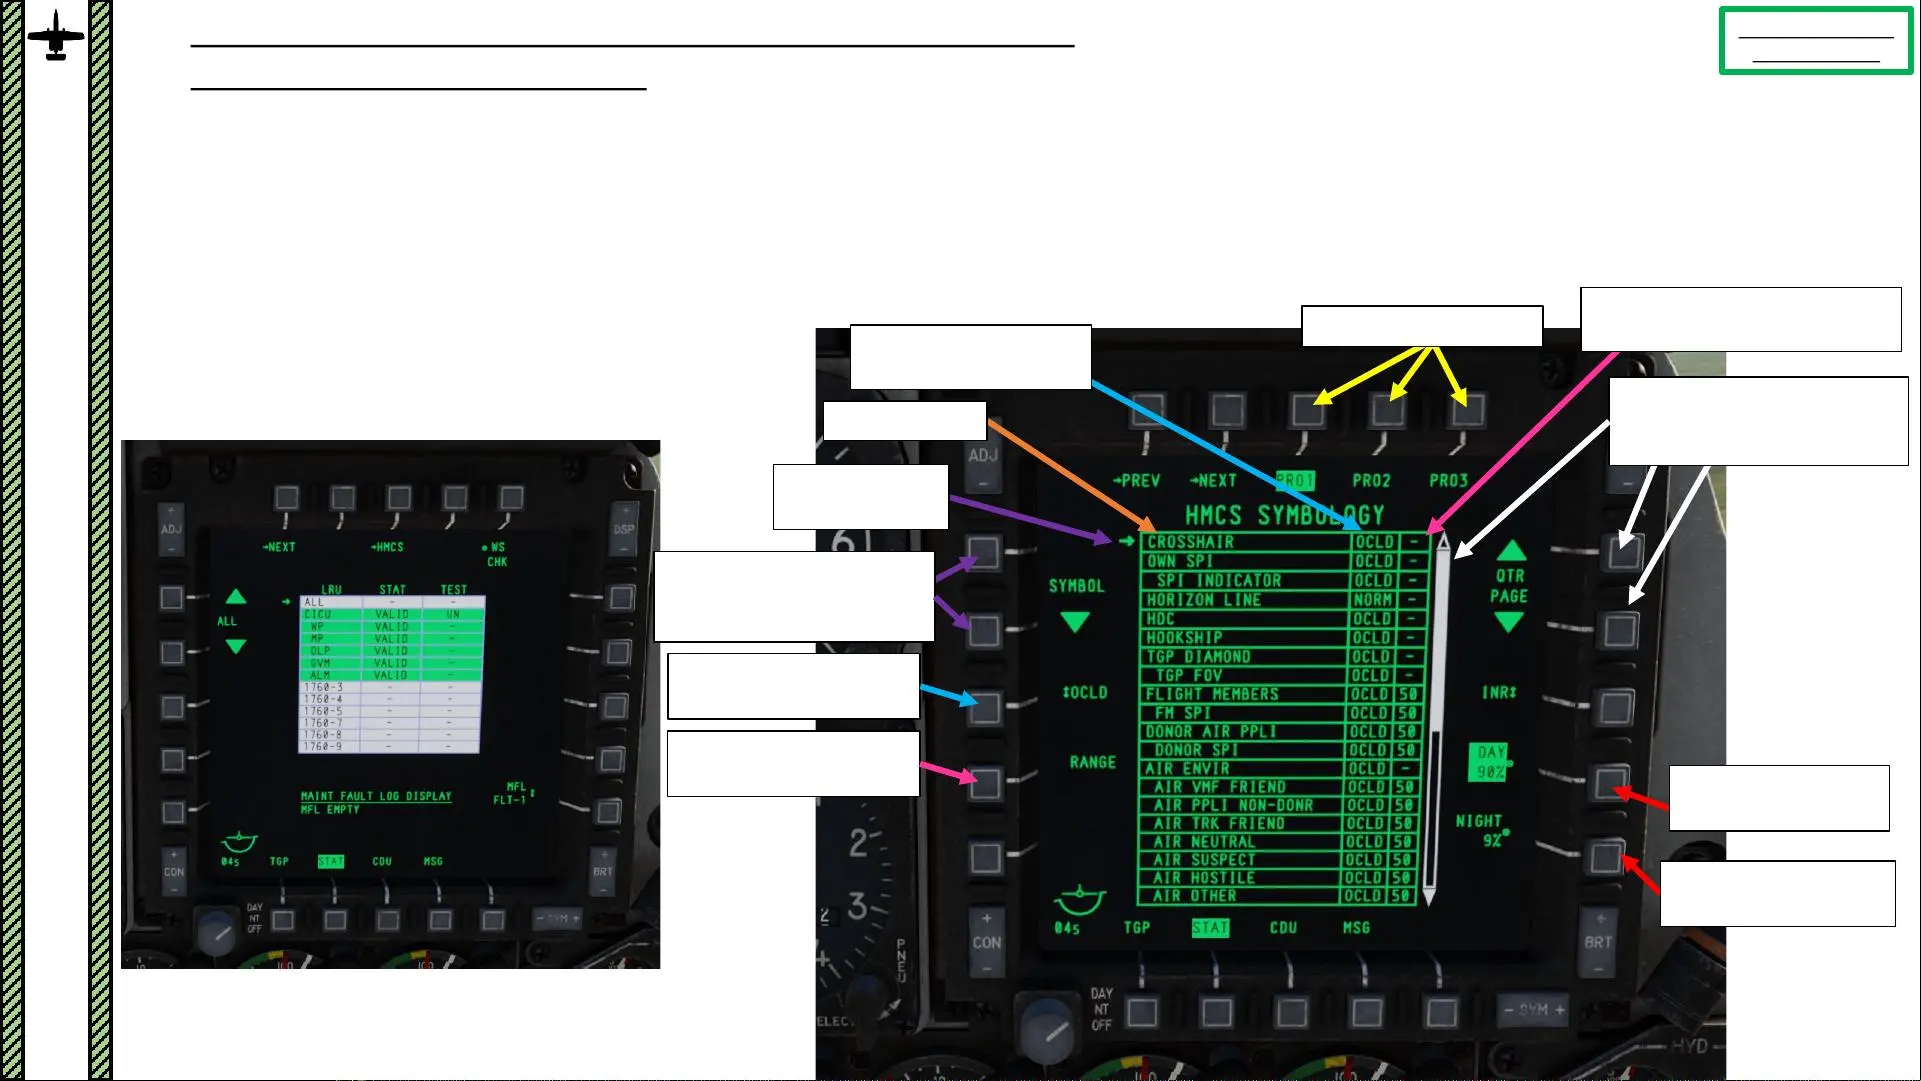 ADJ
DSP
→NEXT
→HMCS
WS
CHK
LRU STAT TEST
→ ALL - -
ALL
CICU VALID UN
WP VALID -
MP VALID -
DLP VALID -
GVM VALID -
ALM VALID -
1760-3 - -
1760-4 - -
1760-5 - -
1760-7 - -
1760-8 - -
1760-9 - -
MAINT FAULT LOG DISPLAY
MFL EMPTY
MFL
FLT-1
04s TGP STAT CDU MSG
CON
BRT
DAY
NT
OFF
- SYM +
ADJ
→PREV →NEXT PRO1 PRO2 PRO3
HMCS SYMBOLOGY
→ CROSSHAIR OCLD -
OWN SPI OCLD -
SPI INDICATOR OCLD -
HORIZON LINE NORM -
HDC OCLD -
HOOKSHIP OCLD -
TGP DIAMOND OCLD -
TGP FOV OCLD -
FLIGHT MEMBERS OCLD 50
FM SPI OCLD 50
DONOR AIR PPLI OCLD 50
DONOR SPI OCLD 50
AIR ENVIR OCLD -
AIR VMF FRIEND OCLD 50
AIR PPLI NON-DONR OCLD 50
AIR TRK FRIEND OCLD 50
AIR NEUTRAL OCLD 50
AIR SUSPECT OCLD 50
AIR HOSTILE OCLD 50
AIR OTHER OCLD 50
SYMBOL
↕OCLD
RANGE
OTR
PAGE
INR↕
DAY
90%
NIGHT
9%
04s TGP STAT CDU MSG
CON
BRT
DAY
NT
OFF
- SYM +
6
2
3
PNEU
HYD